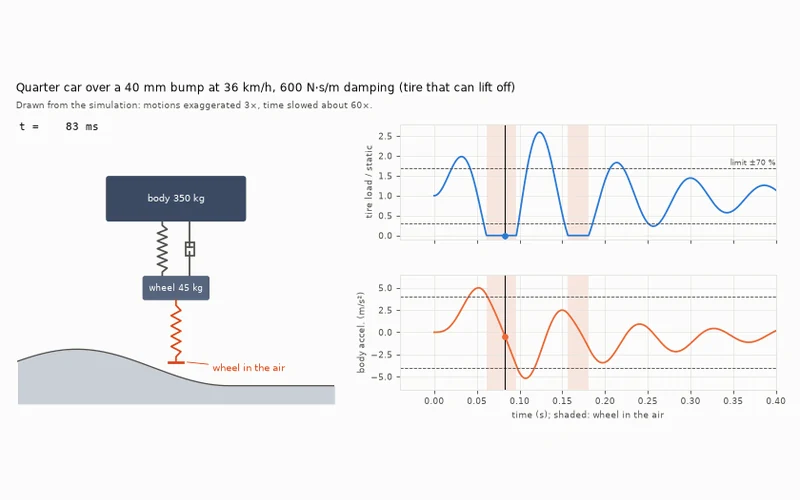 Quarter car over a 40 mm bump at 36 km/h, 600 N·s/m damping (tire that can lift off)
Drawn from the simulation: motions exaggerated 3×, time slowed about 60×.
t = 83 ms
body 350 kg
wheel 45 kg
wheel in the air
tire load / static
2.5
2.0
1.5
1.0
0.5
0.0
limit ±70 %
body accel. (m/s²)
5.0
2.5
0.0
−2.5
−5.0
0.00 0.05 0.10 0.15 0.20 0.25 0.30 0.35 0.40
time (s); shaded: wheel in the air